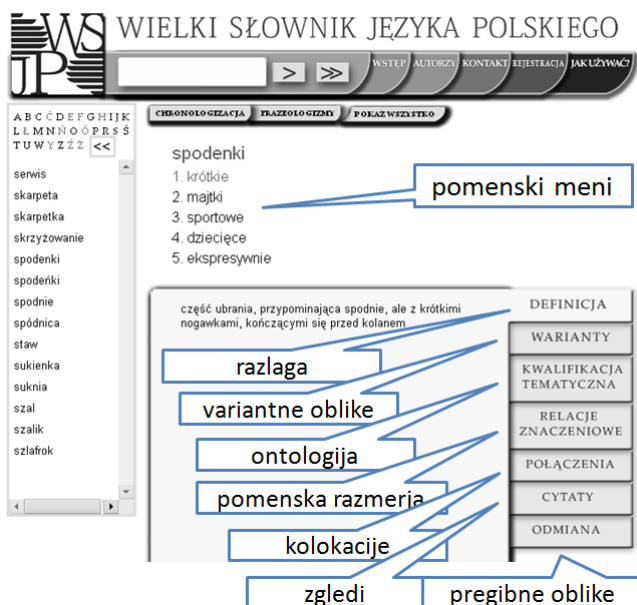 WSJP
WIELKI SŁOWNIK JĘZYKA POLSKIEGO
> >> WSTĘP AUTORZY KONTAKT REJESTRACJA JAK UŻYWAĆ?
A B C Ć D E F G H I J K
L Ł M N Ń O Ó P R S Ś
T U W Y Z Ź Ż <<
CHRONOLOGIZACJA FRAZEOLOGIZMY POKAŻ WSZYSTKO
serwis
skarpeta
skarpetka
skrzyżowanie
spodenki
spodeńki
spodnie
spódnica
staw
sukienka
suknia
szal
szalik
szlafrok
spodenki
1. krótkie
2. majtki
3. sportowe
4. dziecięce
5. ekspresywnie
pomenski meni
część ubrania, przypominająca spodnie, ale z krótkimi
nogawkami, kończącymi się przed kolanem
DEFINICJA
WARIANTY
KWALIFIKACJA
TEMATYCZNA
RELACJE
ZNACZENIOWE
POŁĄCZENIA
CYTATY
ODMIANA
razlaga
variantne oblike
ontologija
pomenska razmerja
kolokacije
zgledi
pregibne oblike